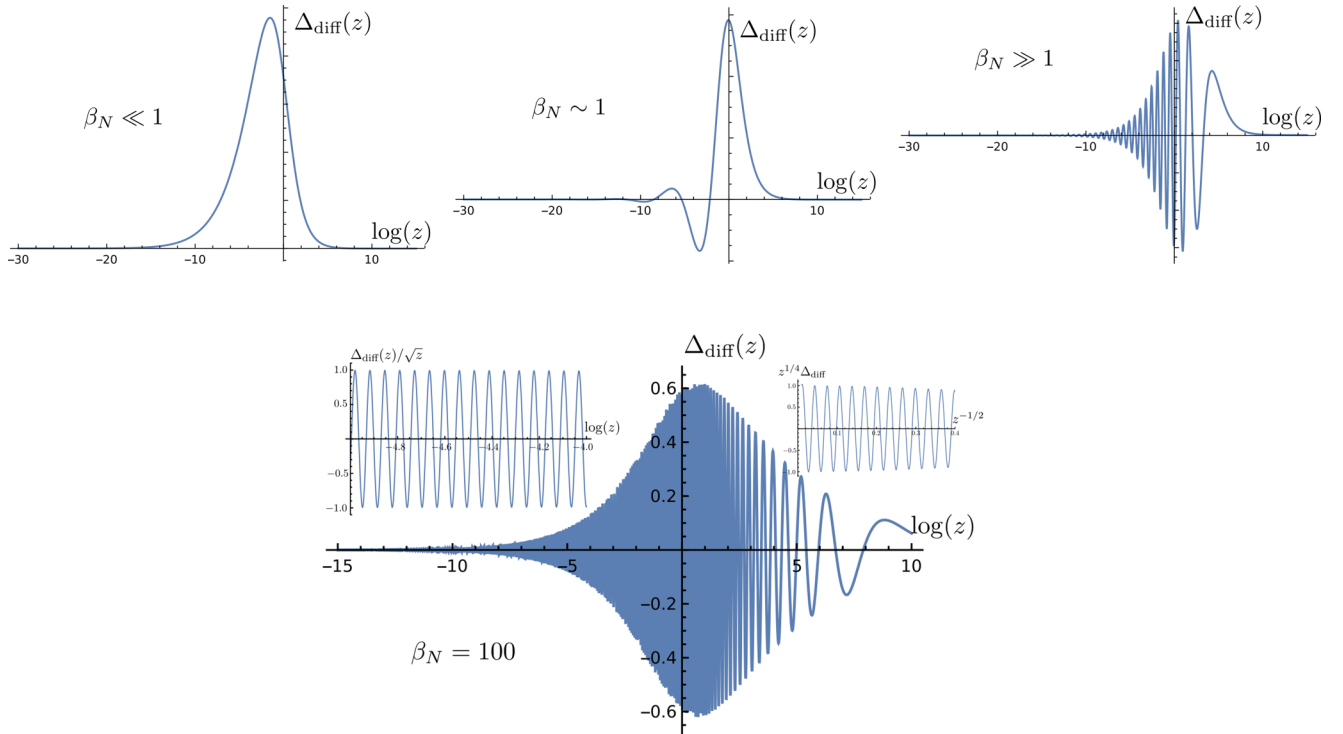 Δdiff(z)
βN ≪ 1
log(z)
−30 −20 −10 10
Δdiff(z)
βN ∼ 1
log(z)
−30 −20 −10 10
Δdiff(z)
βN ≫ 1
log(z)
−30 −20 −10 10
Δdiff(z)
Δdiff(z)/√z
1.0
0.5
−0.5
−1.0
log(z)
−4.8 −4.6 −4.4 −4.2 −4.0
z^1/4 Δdiff
1.0
0.5
−0.5
−1.0
z^−1/2
0.1 0.2 0.3 0.4
0.6
0.4
0.2
−0.2
−0.4
−0.6
log(z)
−15 −10 −5 5 10
βN = 100